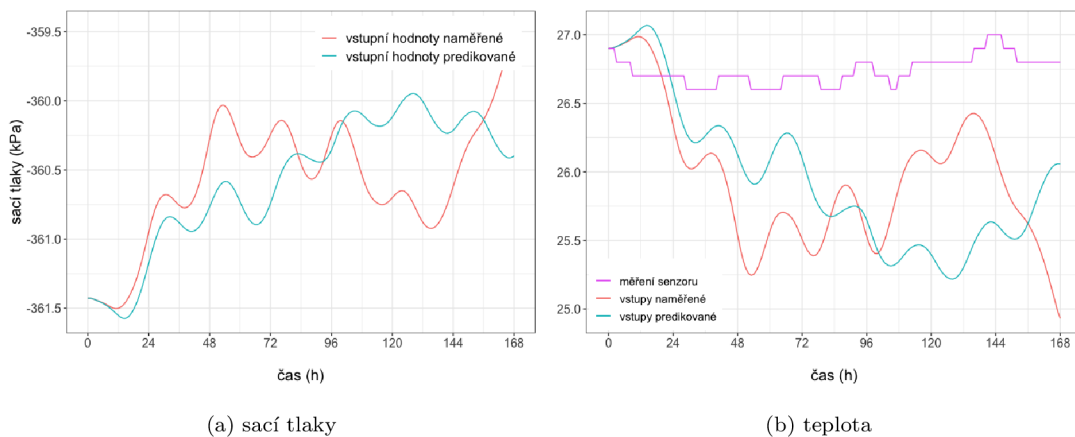 -359.5
-360.0
-360.5
-361.0
-361.5
sací tlaky (kPa)
vstupní hodnoty naměřené
vstupní hodnoty predikované
0 24 48 72 96 120 144 168
čas (h)
(a) sací tlaky
27.0
26.5
26.0
25.5
25.0
teplota
měření senzoru
vstupy naměřené
vstupy predikované
0 24 48 72 96 120 144 168
čas (h)
(b) teplota